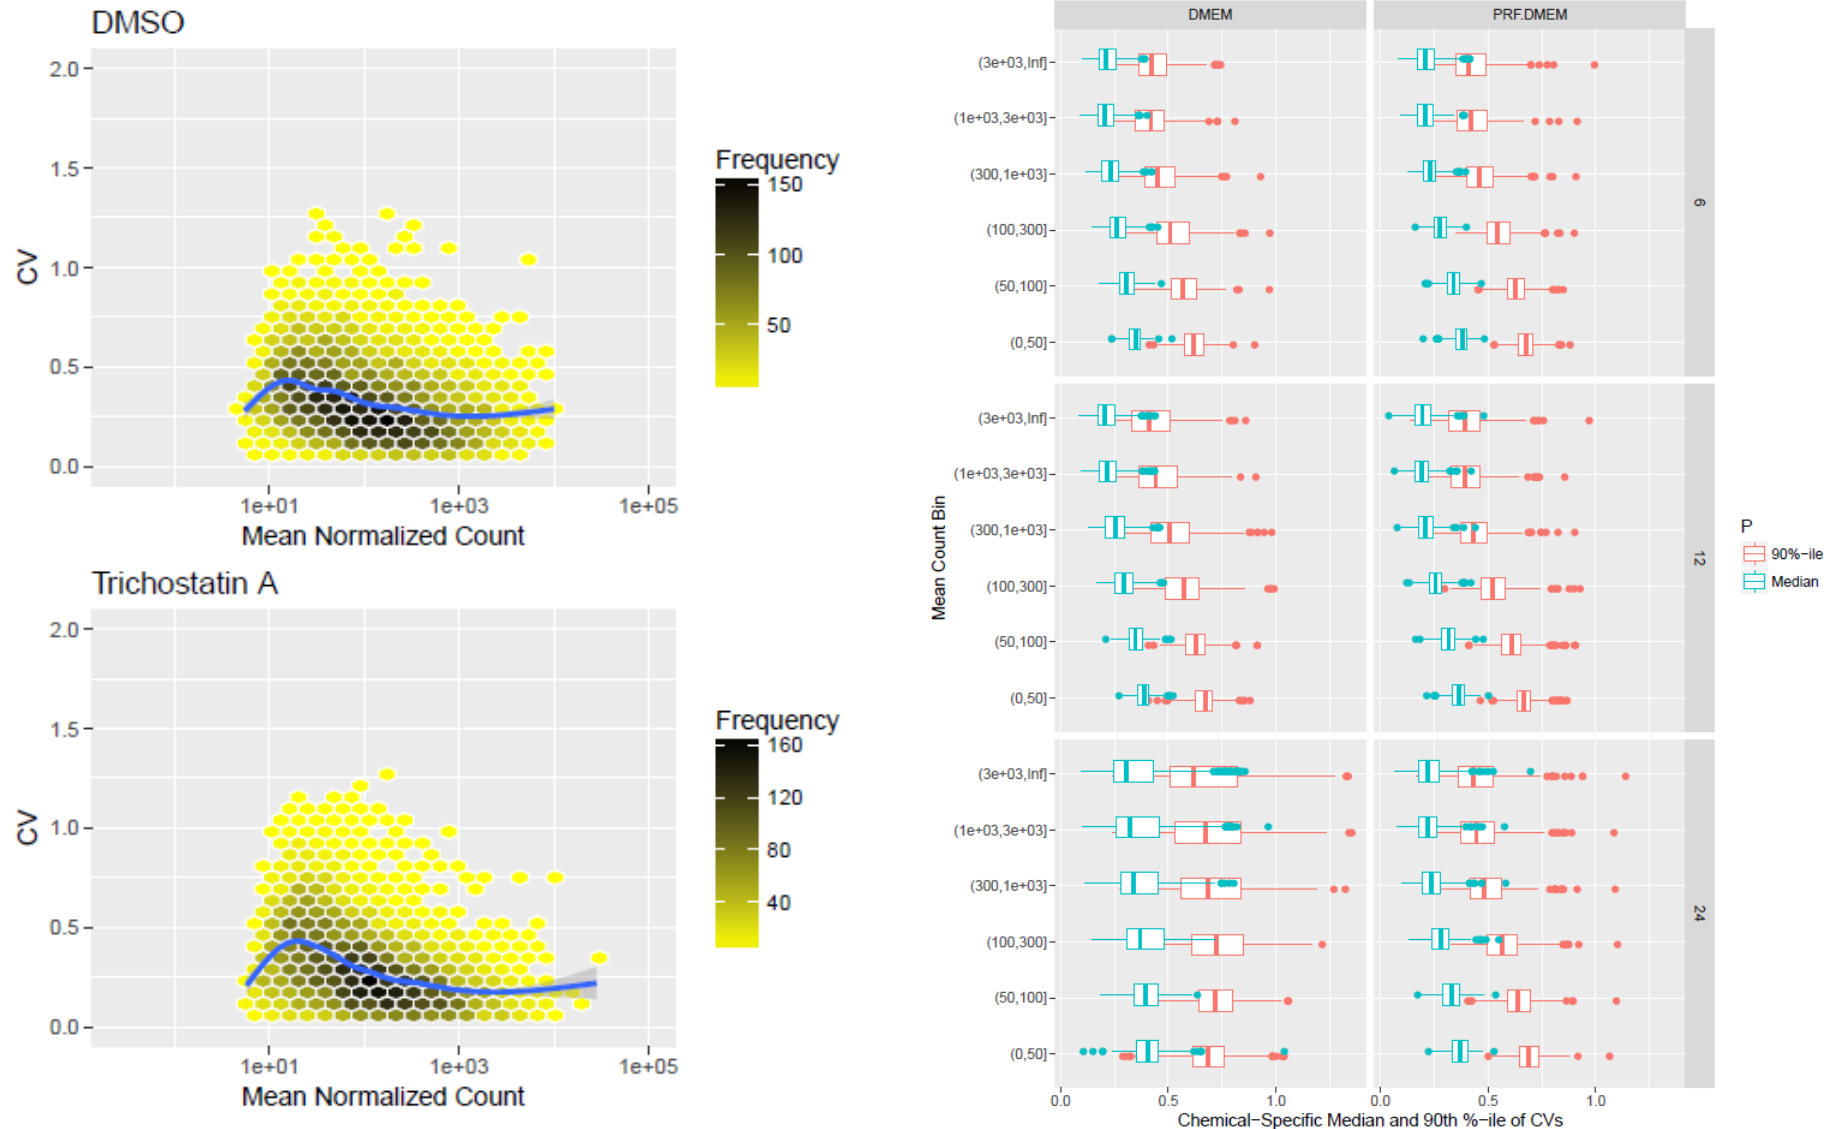 DMSO
2.0
1.5
1.0
0.5
0.0
CV
1e+01 1e+03 1e+05
Mean Normalized Count
Frequency
150
100
50
Trichostatin A
2.0
1.5
1.0
0.5
0.0
CV
1e+01 1e+03 1e+05
Mean Normalized Count
Frequency
160
120
80
40
DMEM PRF.DMEM
Mean Count Bin
(3e+03,Inf]
(1e+03,3e+03]
(300,1e+03]
(100,300]
(50,100]
(0,50]
6
(3e+03,Inf]
(1e+03,3e+03]
(300,1e+03]
(100,300]
(50,100]
(0,50]
12
(3e+03,Inf]
(1e+03,3e+03]
(300,1e+03]
(100,300]
(50,100]
(0,50]
24
0.0 0.5 1.0 0.0 0.5 1.0
Chemical−Specific Median and 90th %−ile of CVs
P
90%−ile
Median